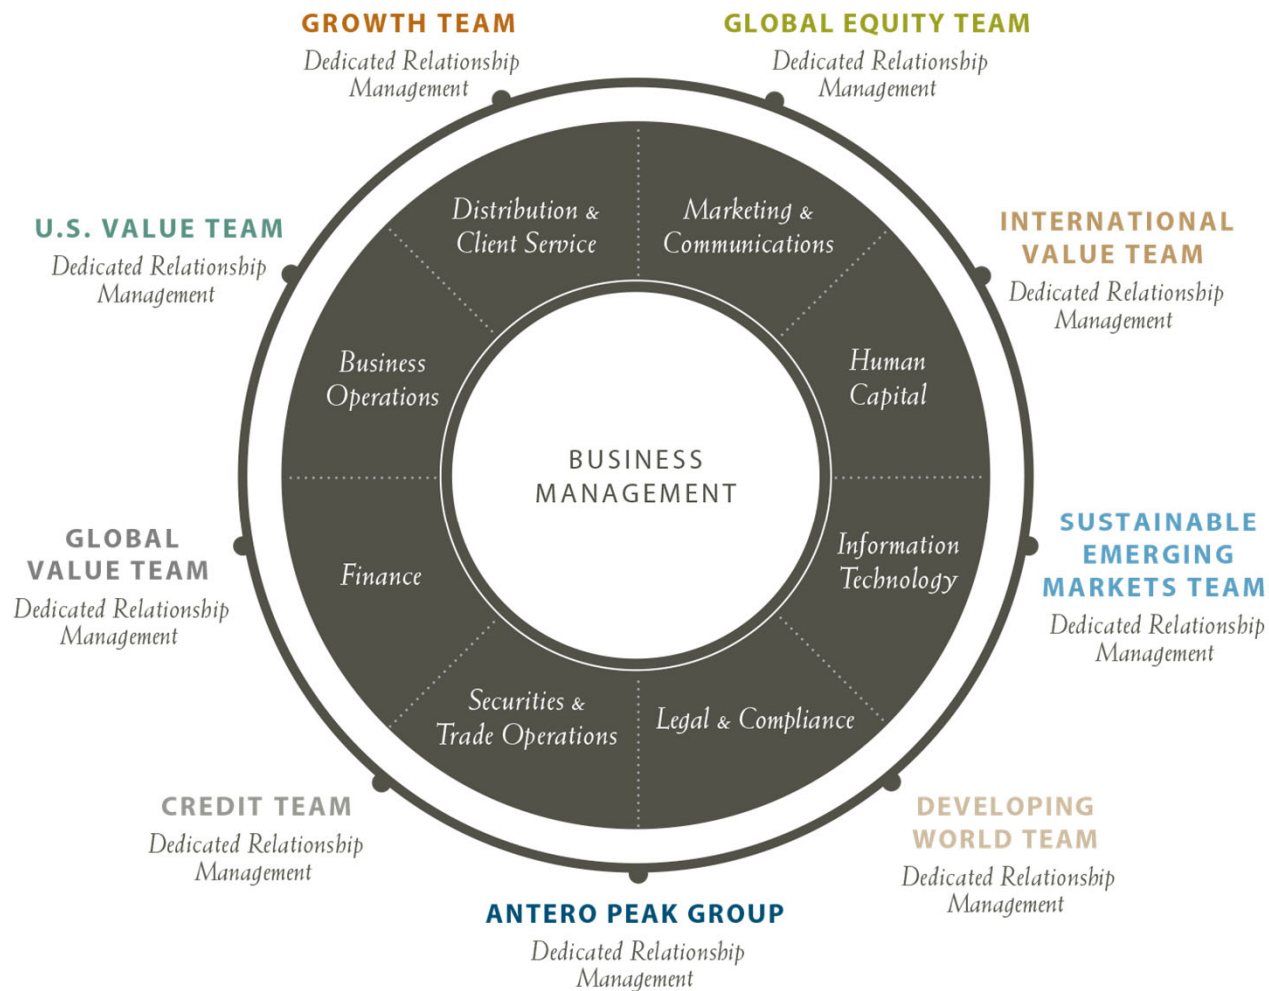 GROWTH TEAM
Dedicated Relationship
Management
GLOBAL EQUITY TEAM
Dedicated Relationship
Management
U.S. VALUE TEAM
Dedicated Relationship
Management
INTERNATIONAL
VALUE TEAM
Dedicated Relationship
Management
Distribution &
Client Service
Marketing &
Communications
Business
Operations
Human
Capital
BUSINESS
MANAGEMENT
Finance
Information
Technology
Securities &
Trade Operations
Legal & Compliance
GLOBAL
VALUE TEAM
Dedicated Relationship
Management
SUSTAINABLE
EMERGING
MARKETS TEAM
Dedicated Relationship
Management
CREDIT TEAM
Dedicated Relationship
Management
DEVELOPING
WORLD TEAM
Dedicated Relationship
Management
ANTERO PEAK GROUP
Dedicated Relationship
Management